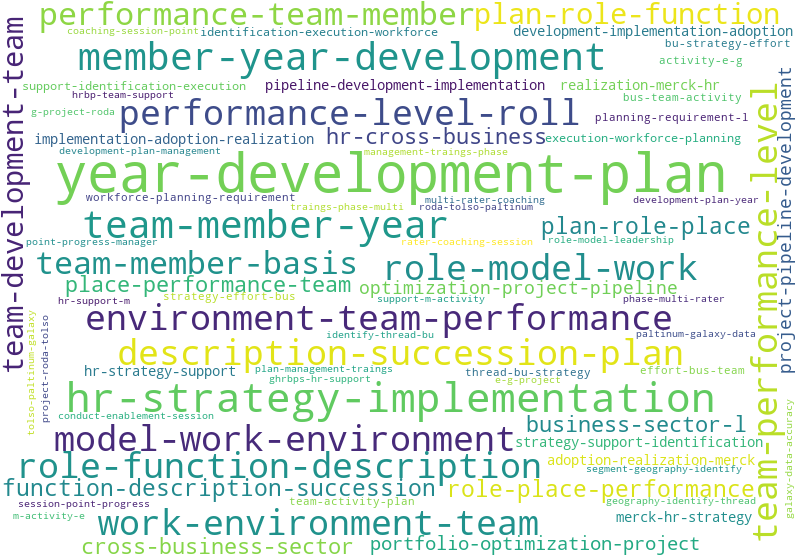 performance-team-member
plan-role-function
coaching-session-point
identification-execution-workforce
development-implementation-adoption
member-year-development
bu-strategy-effort
activity-e-g
support-identification-execution
pipeline-development-implementation
realization-merck-hr
hrbp-team-support
bus-team-activity
g-project-roda
performance-level-roll
planning-requirement-l
implementation-adoption-realization
hr-cross-business
execution-workforce-planning
development-plan-management
management-traings-phase
year-development-plan
workforce-planning-requirement
multi-rater-coaching
development-plan-year
traings-phase-multi
roda-tolso-paltinum
team-member-year
plan-role-place
point-progress-manager
rater-coaching-session
role-model-leadership
team-member-basis
role-model-work
place-performance-team
optimization-project-pipeline
strategy-effort-bus
hr-support-m
support-m-activity
phase-multi-rater
environment-team-performance
identify-thread-bu
paltinum-galaxy-data
description-succession-plan
hr-strategy-support
plan-management-traings
thread-bu-strategy
effort-bus-team
ghrbps-hr-support
e-g-project
hr-strategy-implementation
conduct-enablement-session
business-sector-l
model-work-environment
strategy-support-identification
role-function-description
adoption-realization-merck
segment-geography-identify
function-description-succession
role-place-performance
session-point-progress
team-activity-plan
geography-identify-thread
m-activity-e
work-environment-team
merck-hr-strategy
cross-business-sector
portfolio-optimization-project
team-development-team
tolso-paltinum-galaxy
project-roda-tolso
team-performance-level
project-pipeline-development
galaxy-data-accuracy